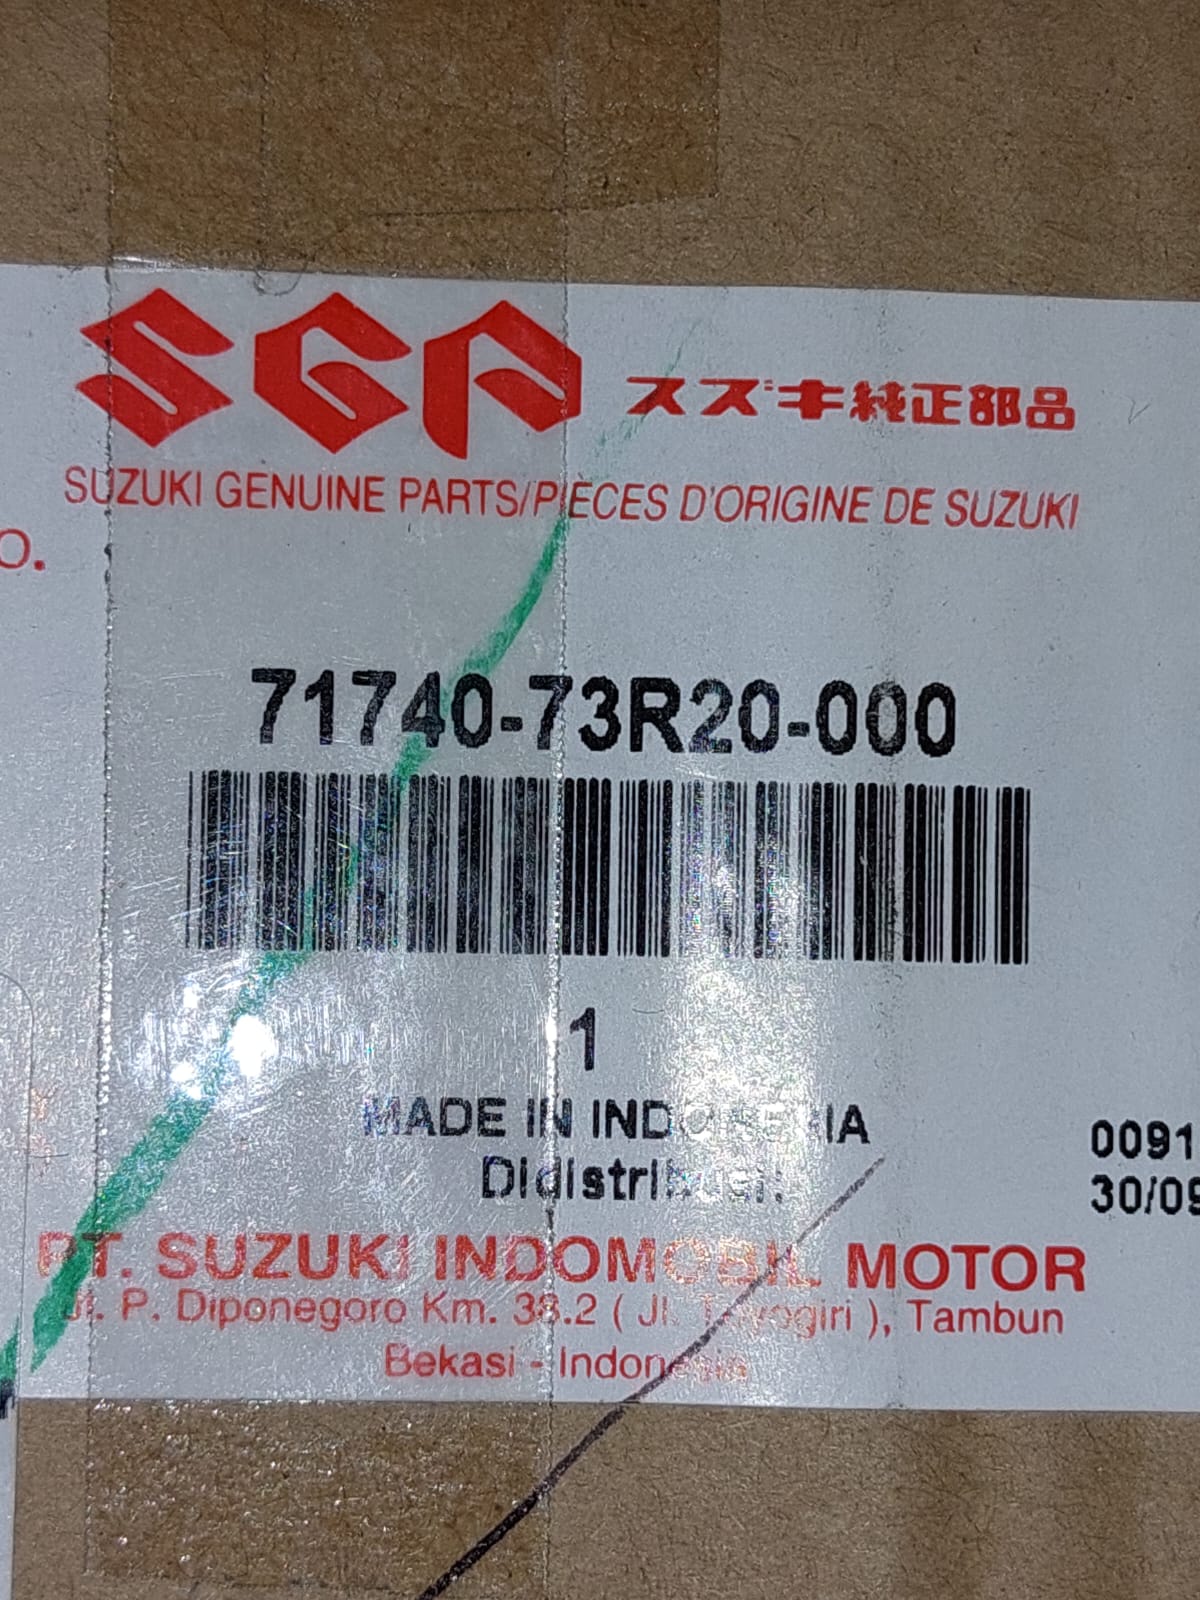 SGP スズキ純正部品
SUZUKI GENUINE PARTS/PIÈCES D'ORIGINE DE SUZUKI
O.
71740-73R20-000
1
MADE IN INDONESIA
0091
Didistribusi:
30/09
PT. SUZUKI INDOMOBIL MOTOR
Jl. P. Diponegoro Km. 38.2 ( Jl. ), Tambun
Bekasi - Indonesia